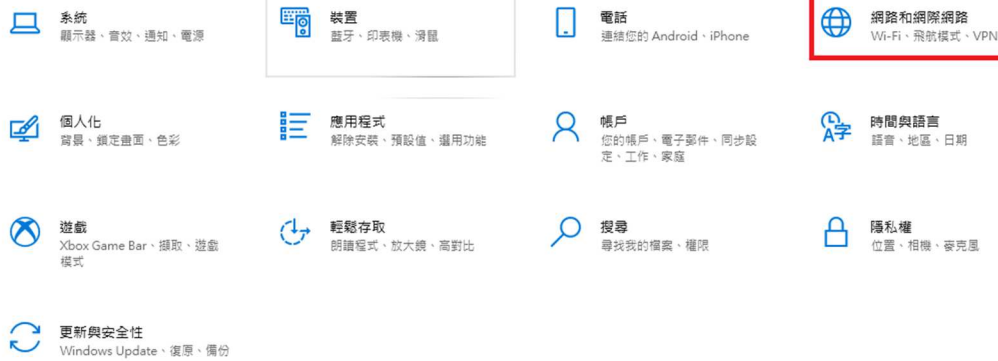 系統
顯示器、音效、通知、電源
裝置
藍牙、印表機、滑鼠
電話
連結您的 Android、iPhone
網路和網際網路
Wi-Fi、飛航模式、VPN
個人化
背景、鎖定畫面、色彩
應用程式
解除安裝、預設值、選用功能
帳戶
您的帳戶、電子郵件、同步設
定、工作、家庭
時間與語言
語音、地區、日期
遊戲
Xbox Game Bar、擷取、遊戲
模式
輕鬆存取
朗讀程式、放大鏡、高對比
搜尋
尋找我的檔案、權限
隱私權
位置、相機、麥克風
更新與安全性
Windows Update、復原、備份